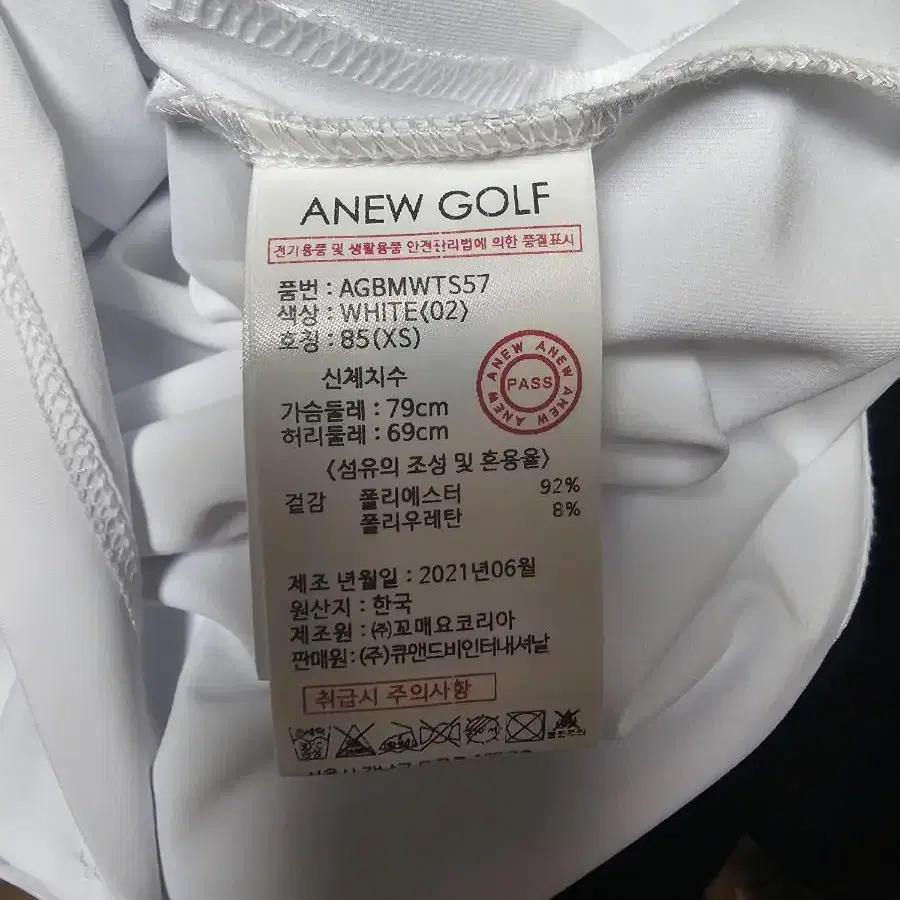 ANEW GOLF
전기용품 및 생활용품 안전관리법에 의한 품질표시
품번 : AGBMWTS57
색상 : WHITE(02)
호칭 : 85(XS)
ANEW ANEW ANEW ANEW
PASS
신체치수
가슴둘레 : 79cm
허리둘레 : 69cm
<섬유의 조성 및 혼용율>
겉감 폴리에스터 92%
폴리우레탄 8%
제조 년월일 : 2021년06월
원산지 : 한국
제조원 : ㈜꼬매요코리아
판매원 : (주)큐앤드비인터내셔날
취급시 주의사항
손세탁